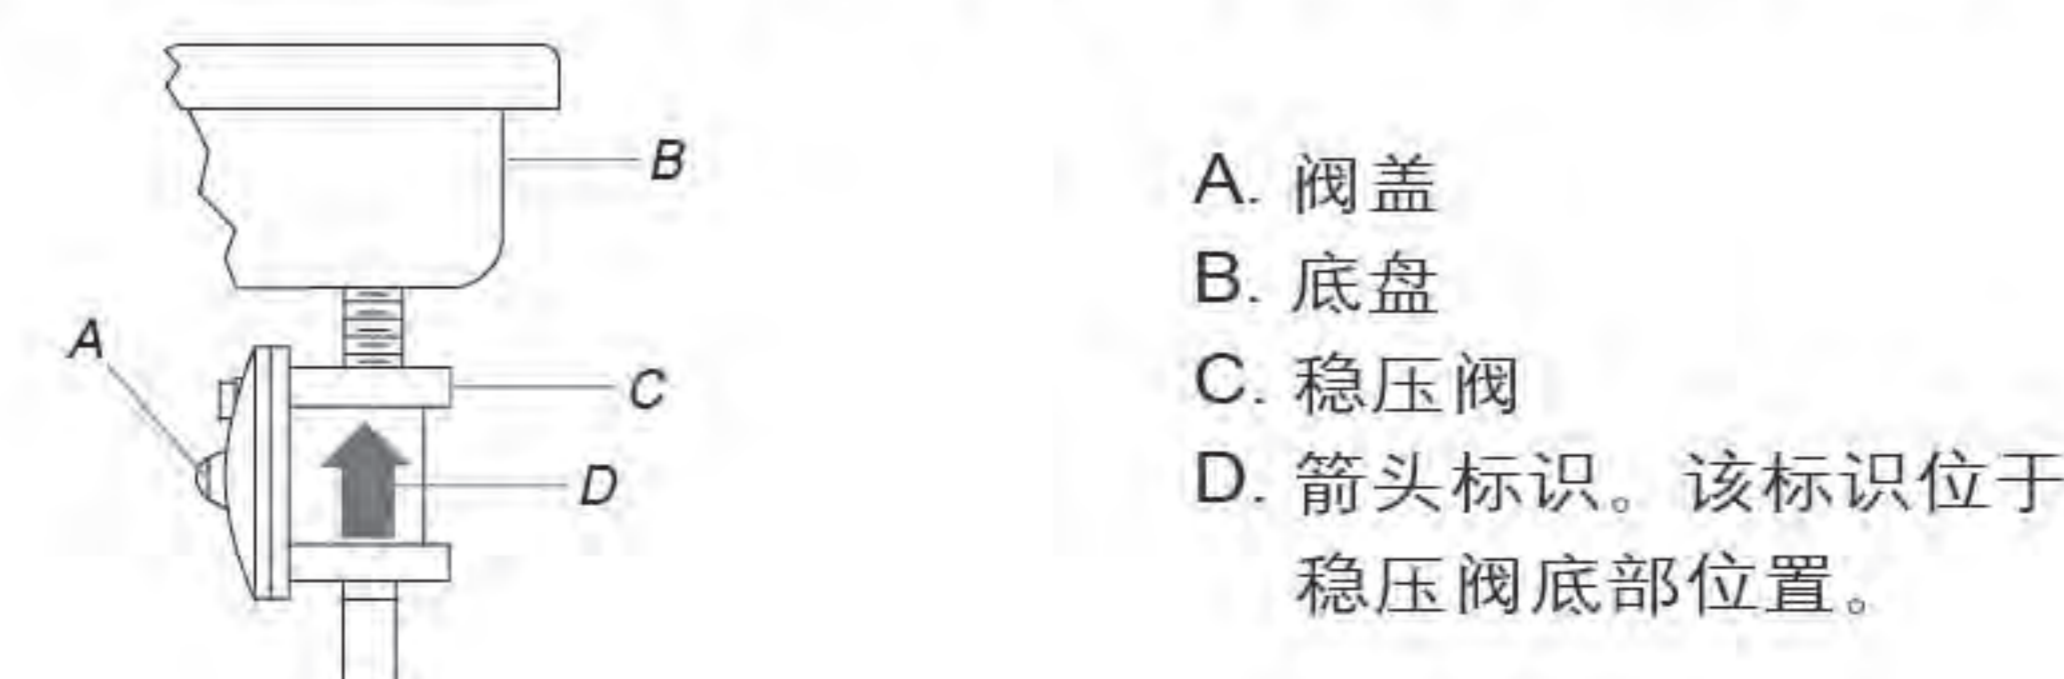 B
A
C
D
A. 阀盖
B. 底盘
C. 稳压阀
D. 箭头标识。该标识位于
稳压阀底部位置。